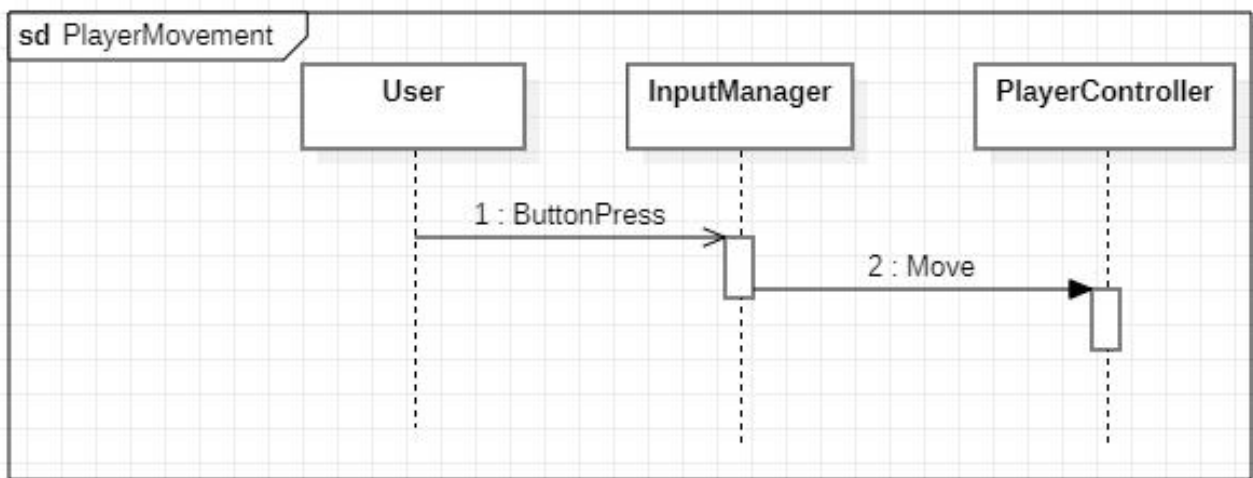 sd PlayerMovement
User
InputManager
PlayerController
1 : ButtonPress
2 : Move